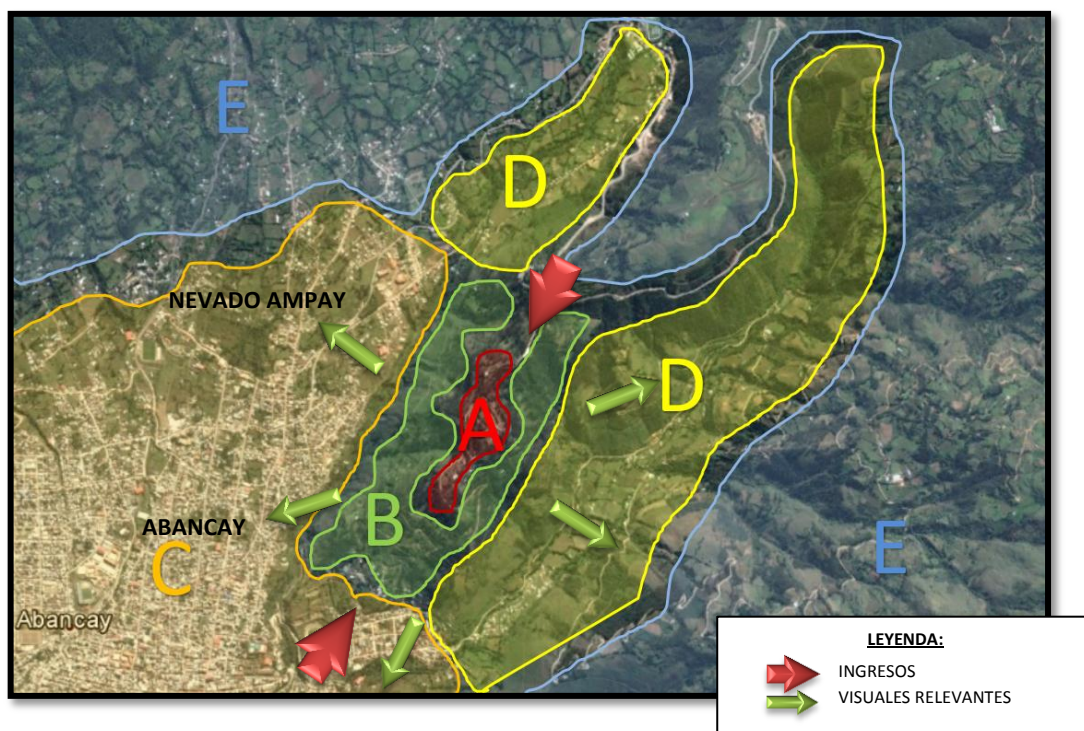 E
D
NEVADO AMPAY
D
A
B
ABANCAY
C
E
Abancay
LEYENDA:
INGRESOS
VISUALES RELEVANTES